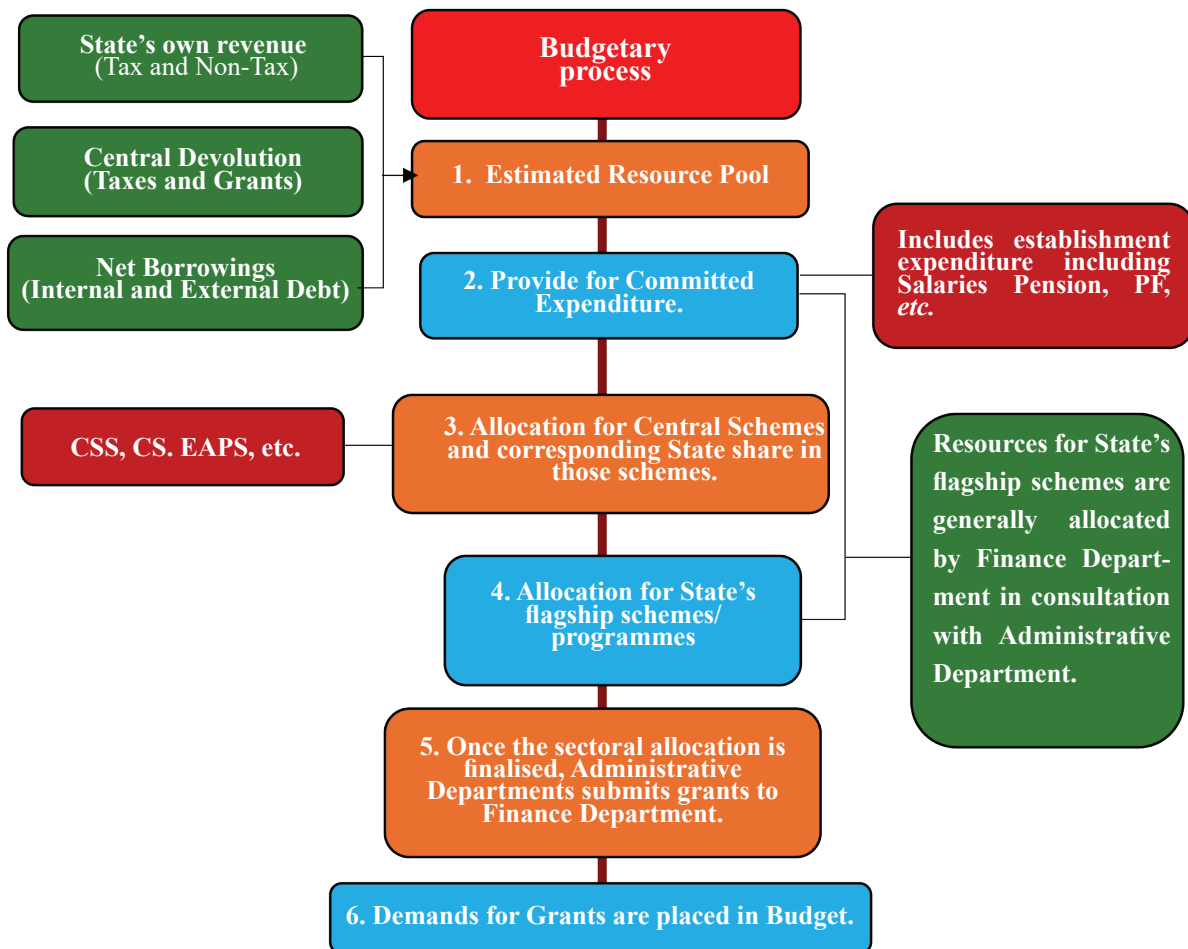 State’s own revenue
(Tax and Non-Tax)
Central Devolution
(Taxes and Grants)
Net Borrowings
(Internal and External Debt)
Budgetary
process
1. Estimated Resource Pool
2. Provide for Committed
Expenditure.
Includes establishment
expenditure including
Salaries Pension, PF,
etc.
CSS, CS. EAPS, etc.
3. Allocation for Central Schemes
and corresponding State share in
those schemes.
4. Allocation for State’s
flagship schemes/
programmes
Resources for State’s
flagship schemes are
generally allocated
by Finance Depart-
ment in consultation
with Administrative
Department.
5. Once the sectoral allocation is
finalised, Administrative
Departments submits grants to
Finance Department.
6. Demands for Grants are placed in Budget.